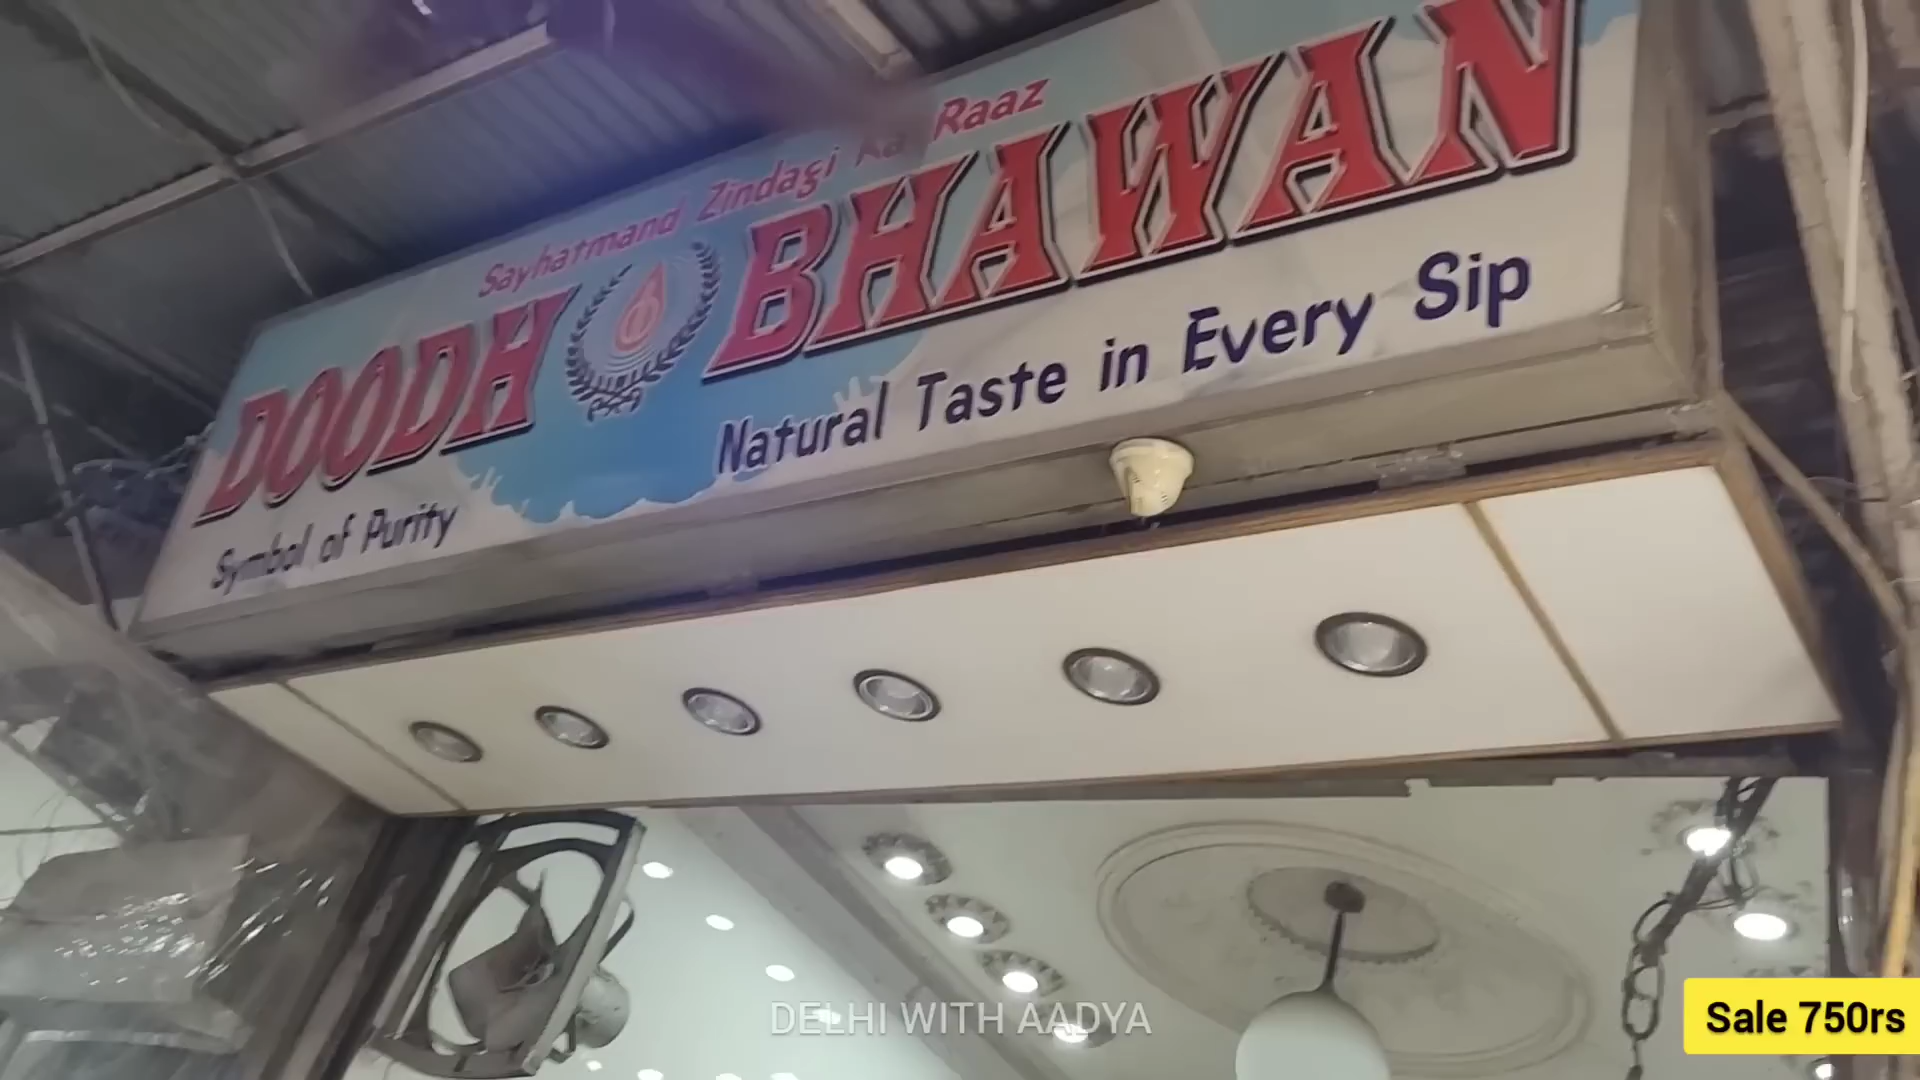 Sayhatmand Zindagi Ka Raaz
DOODH BHAWAN
Natural Taste in Every Sip
Symbol of Purity
DELHI WITH AADYA
Sale 750rs